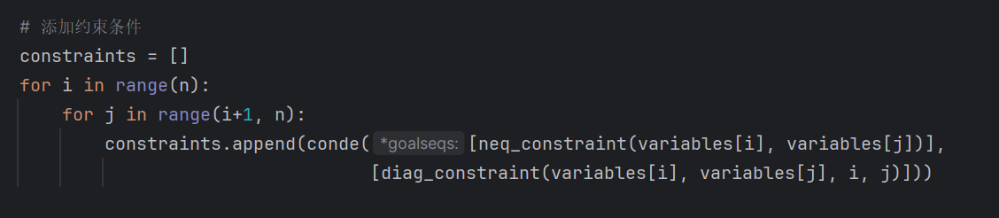 # 添加约束条件
constraints = []
for i in range(n):
    for j in range(i+1, n):
        constraints.append(conde( *goalseqs: [neq_constraint(variables[i], variables[j])],
                                 [diag_constraint(variables[i], variables[j], i, j)]))